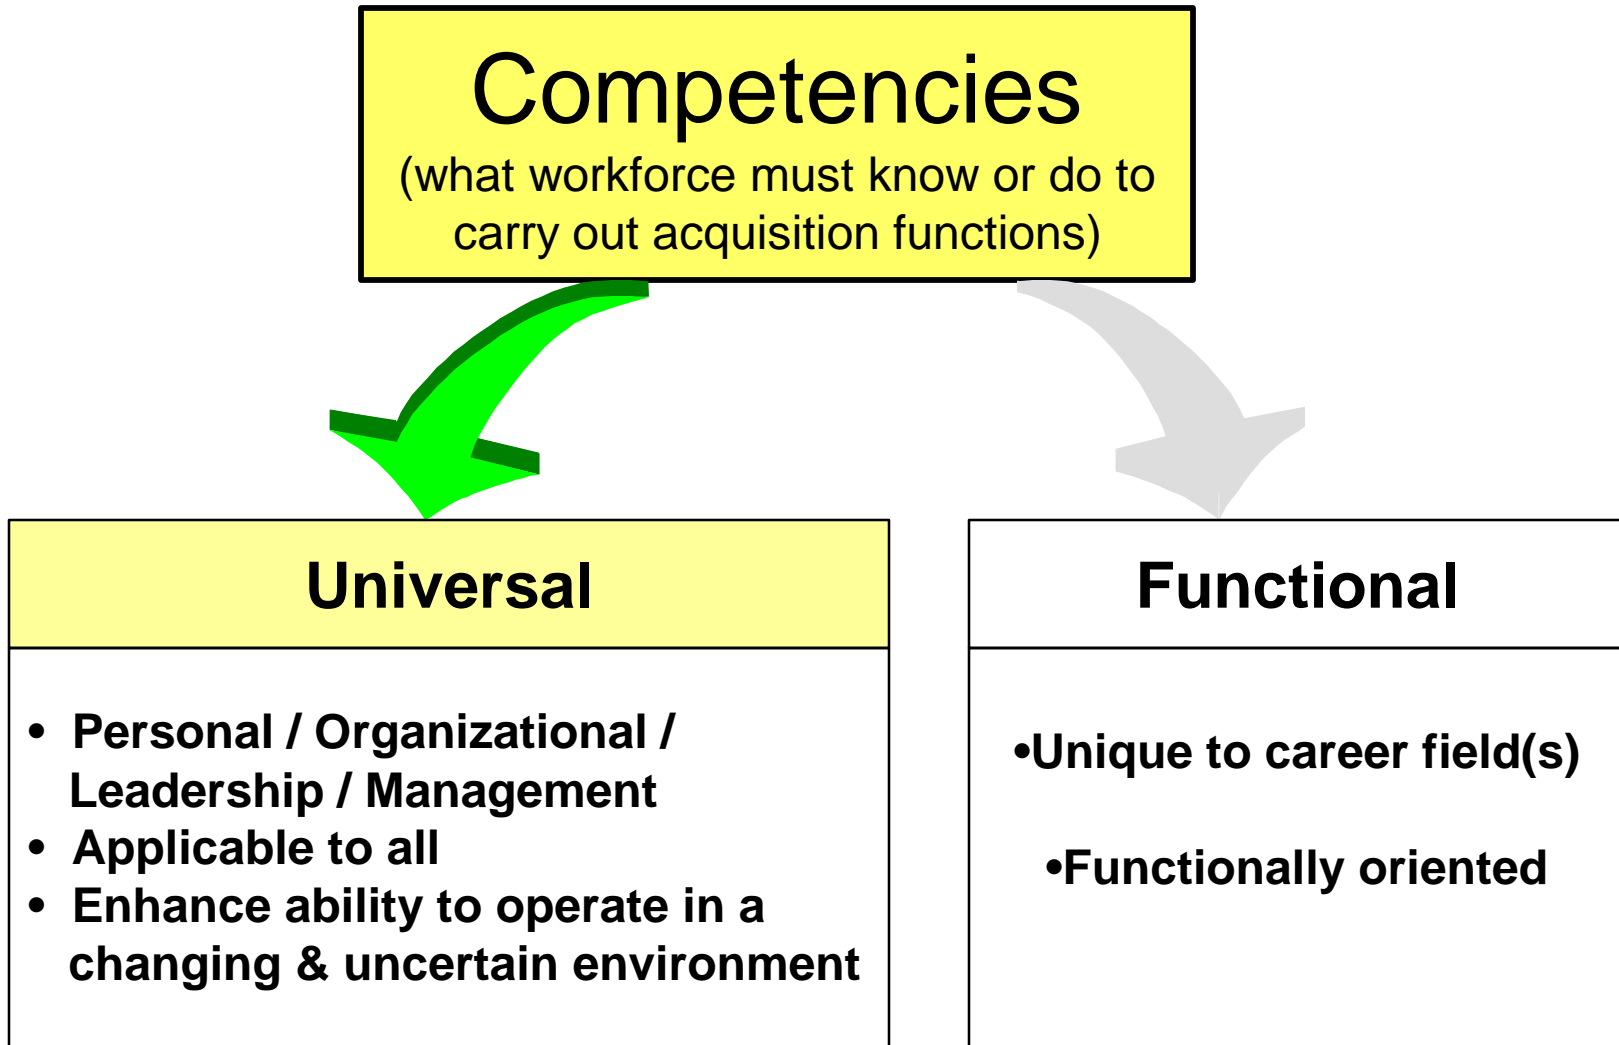 Competencies
(what workforce must know or do to
carry out acquisition functions)
Universal
• Personal / Organizational /
Leadership / Management
• Applicable to all
• Enhance ability to operate in a
changing & uncertain environment
Functional
•Unique to career field(s)
•Functionally oriented